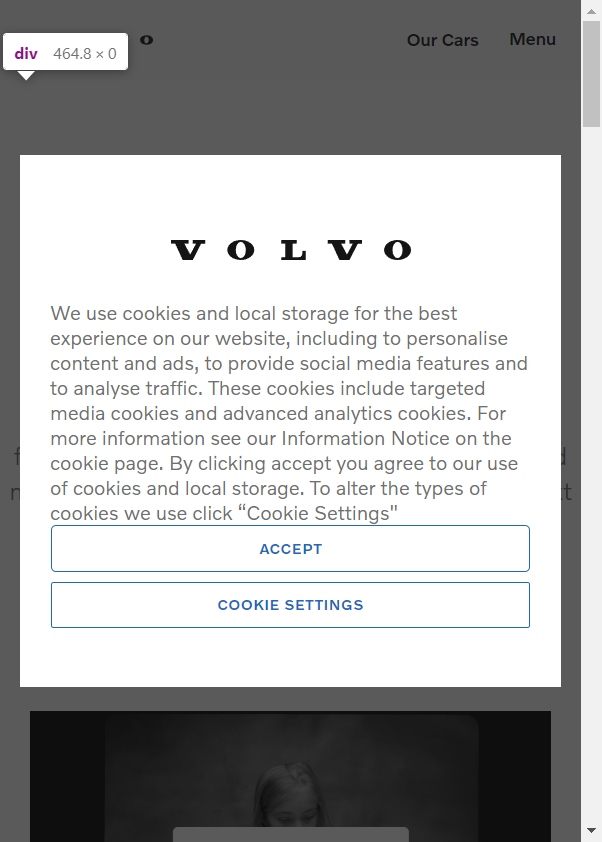 Our Cars Menu
div 464.8 × 0
VOLVO
We use cookies and local storage for the best
experience on our website, including to personalise
content and ads, to provide social media features and
to analyse traffic. These cookies include targeted
media cookies and advanced analytics cookies. For
more information see our Information Notice on the
cookie page. By clicking accept you agree to our use
of cookies and local storage. To alter the types of
cookies we use click “Cookie Settings"
ACCEPT
COOKIE SETTINGS